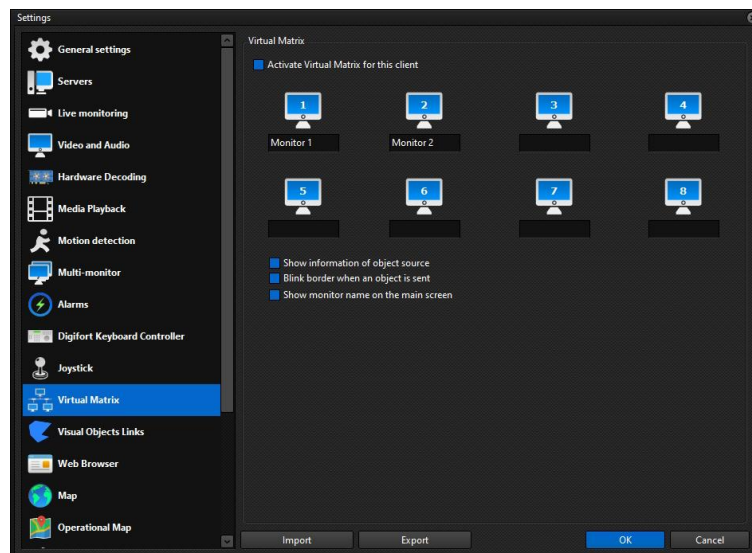 Settings
General settings
Servers
Live monitoring
Video and Audio
Hardware Decoding
Media Playback
Motion detection
Multi-monitor
Alarms
Digifort Keyboard Controller
Joystick
Virtual Matrix
Visual Objects Links
Web Browser
Map
Operational Map
Virtual Matrix
Activate Virtual Matrix for this client
1 2 3 4
Monitor 1 Monitor 2
5 6 7 8
Show information of object source
Blink border when an object is sent
Show monitor name on the main screen
Import Export OK Cancel